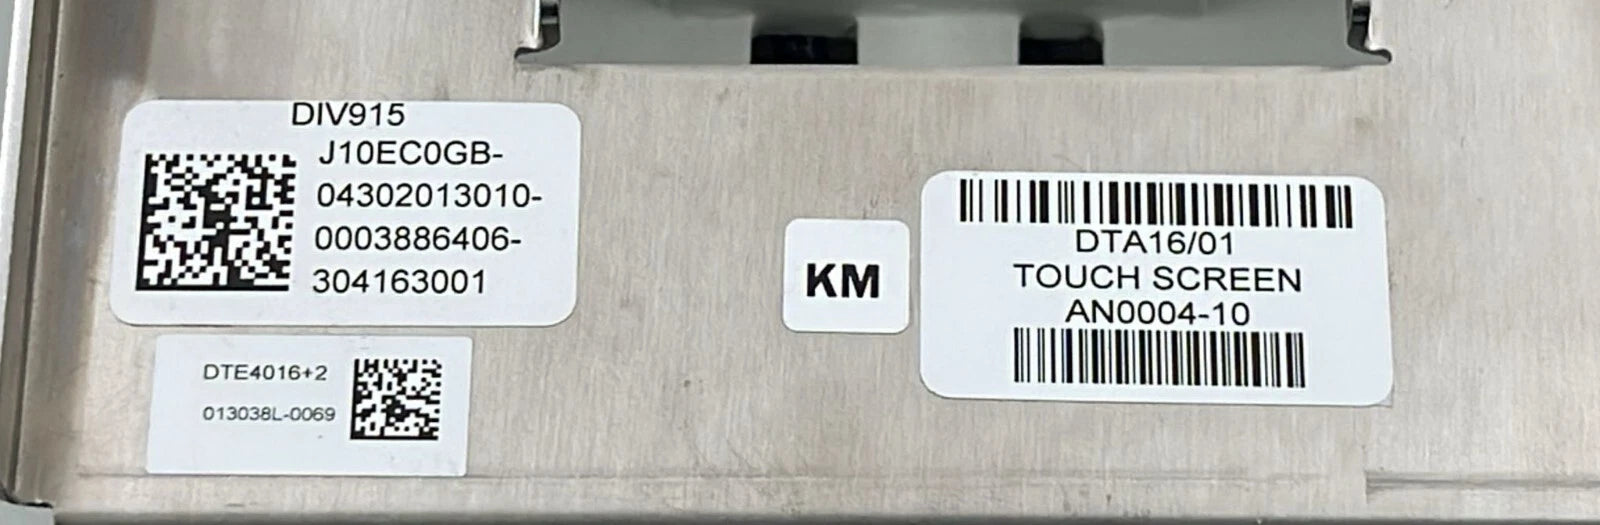 DIV915
J10EC0GB-
04302013010-
0003886406-
304163001
DTE4016+2
013038L-0069
KM
DTA16/01
TOUCH SCREEN
AN0004-10